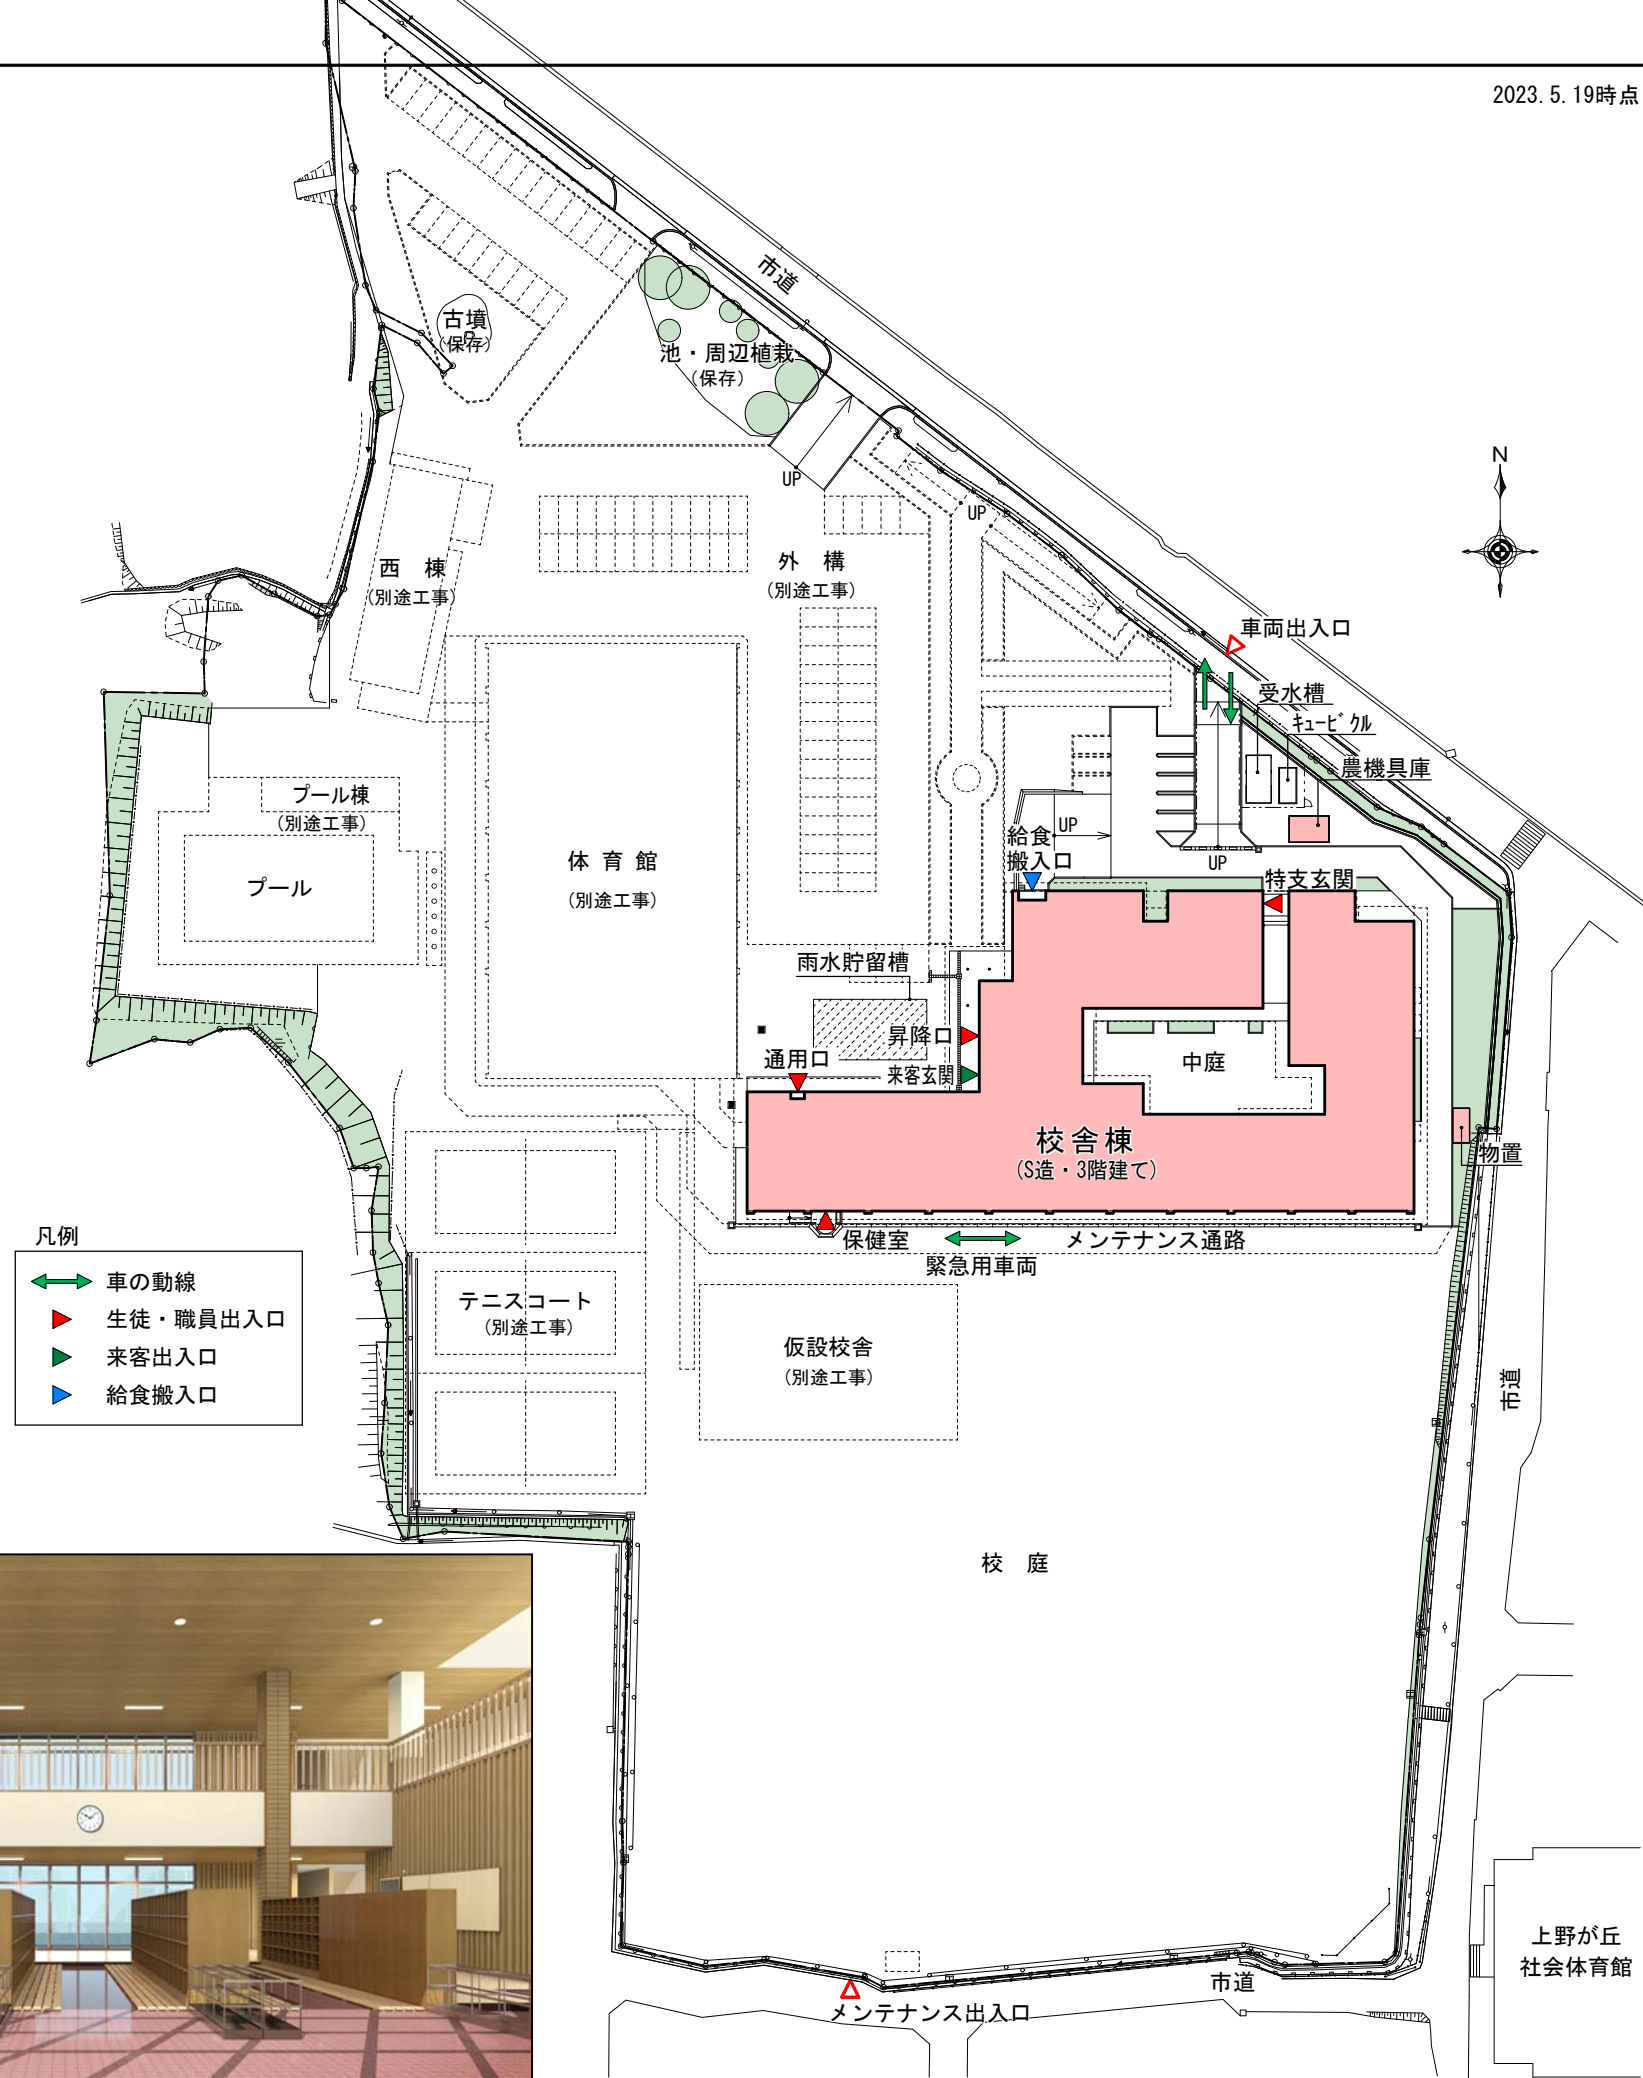 2023.5.19時点
市道
古墳
(保存)
池・周辺植栽
(保存)
UP
UP
N
西 棟
(別途工事)
外 構
(別途工事)
車両出入口
受水槽
ｷｭｰﾋﾞｸﾙ
農機具庫
プール棟
(別途工事)
プール
体 育 館
(別途工事)
給食
搬入口
UP
UP
特支玄関
雨水貯留槽
昇降口
来客玄関
通用口
中庭
校舎棟
(S造・3階建て)
物置
保健室
緊急用車両
メンテナンス通路
凡例
車の動線
生徒・職員出入口
来客出入口
給食搬入口
テニスコート
(別途工事)
仮設校舎
(別途工事)
市道
校 庭
上野が丘
社会体育館
市道
メンテナンス出入口